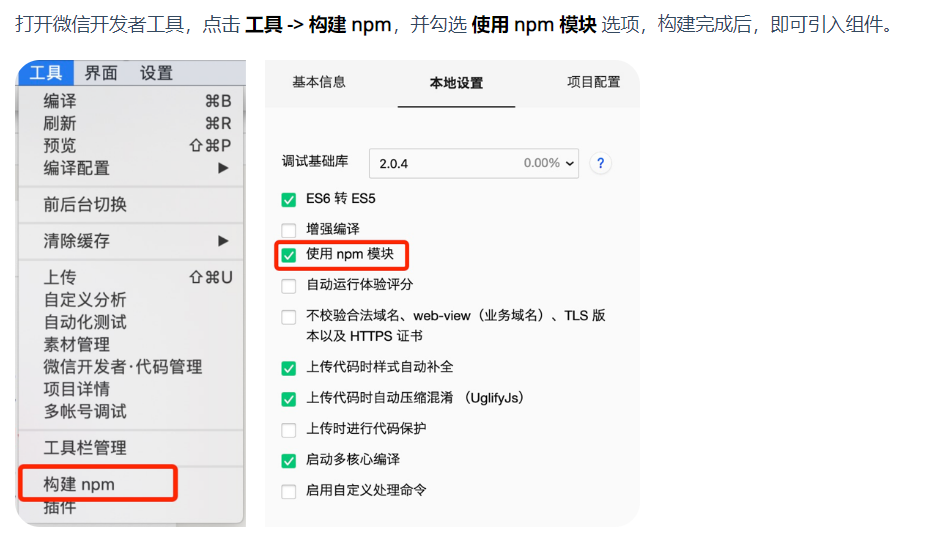 打开微信开发者工具，点击 工具 -> 构建 npm，并勾选 使用 npm 模块 选项，构建完成后，即可引入组件。
工具 界面 设置
编译 ⌘B
刷新 ⌘R
预览 ⇧⌘P
编译配置 ▶
前后台切换
清除缓存 ▶
上传 ⇧⌘U
自定义分析
自动化测试
素材管理
微信开发者·代码管理
项目详情
多帐号调试
工具栏管理
构建 npm
插件
基本信息 本地设置 项目配置
调试基础库 2.0.4 0.00% ?
ES6 转 ES5
增强编译
使用 npm 模块
自动运行体验评分
不校验合法域名、web-view（业务域名）、TLS 版
本以及 HTTPS 证书
上传代码时样式自动补全
上传代码时自动压缩混淆 （UglifyJs）
上传时进行代码保护
启动多核心编译
启用自定义处理命令